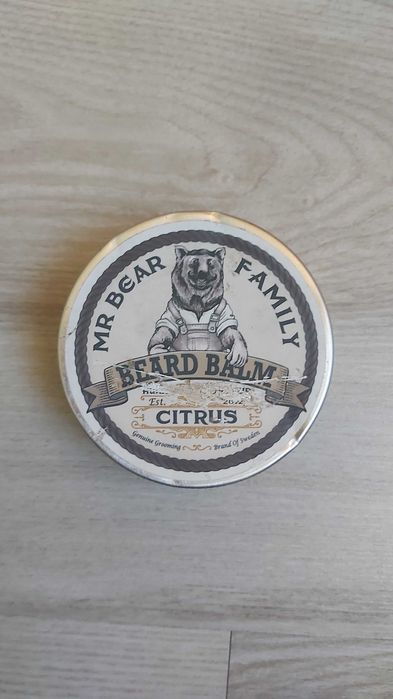 MR BEAR FAMILY
BEARD BALM
Est.
CITRUS
Genuine Grooming Brand Of Sweden